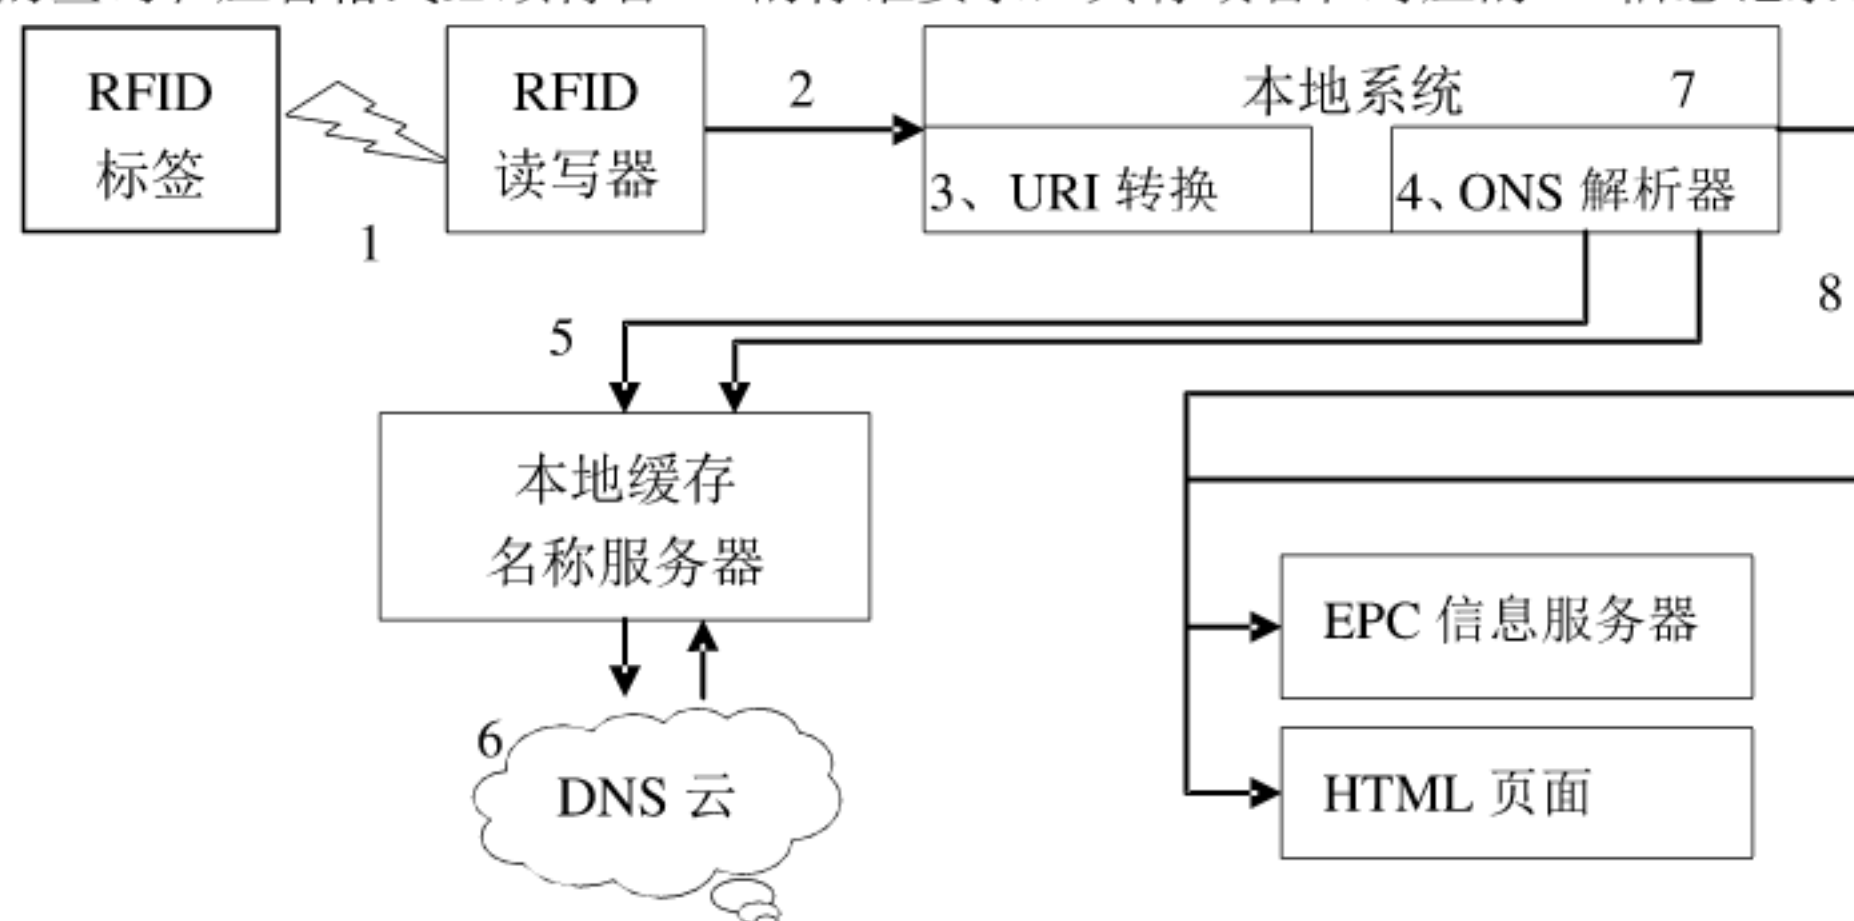 RFID
标签
1
RFID
读写器
2
本地系统
7
3、URI 转换
4、ONS 解析器
8
5
本地缓存
名称服务器
6
DNS 云
EPC 信息服务器
HTML 页面